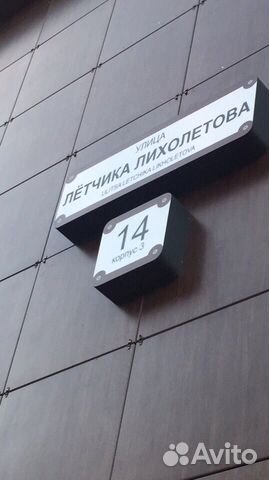 УЛИЦА
ЛЁТЧИКА ЛИХОЛЕТОВА
ULITSA LETCHIKA LIKHOLETOVA
14
корпус 3
Avito